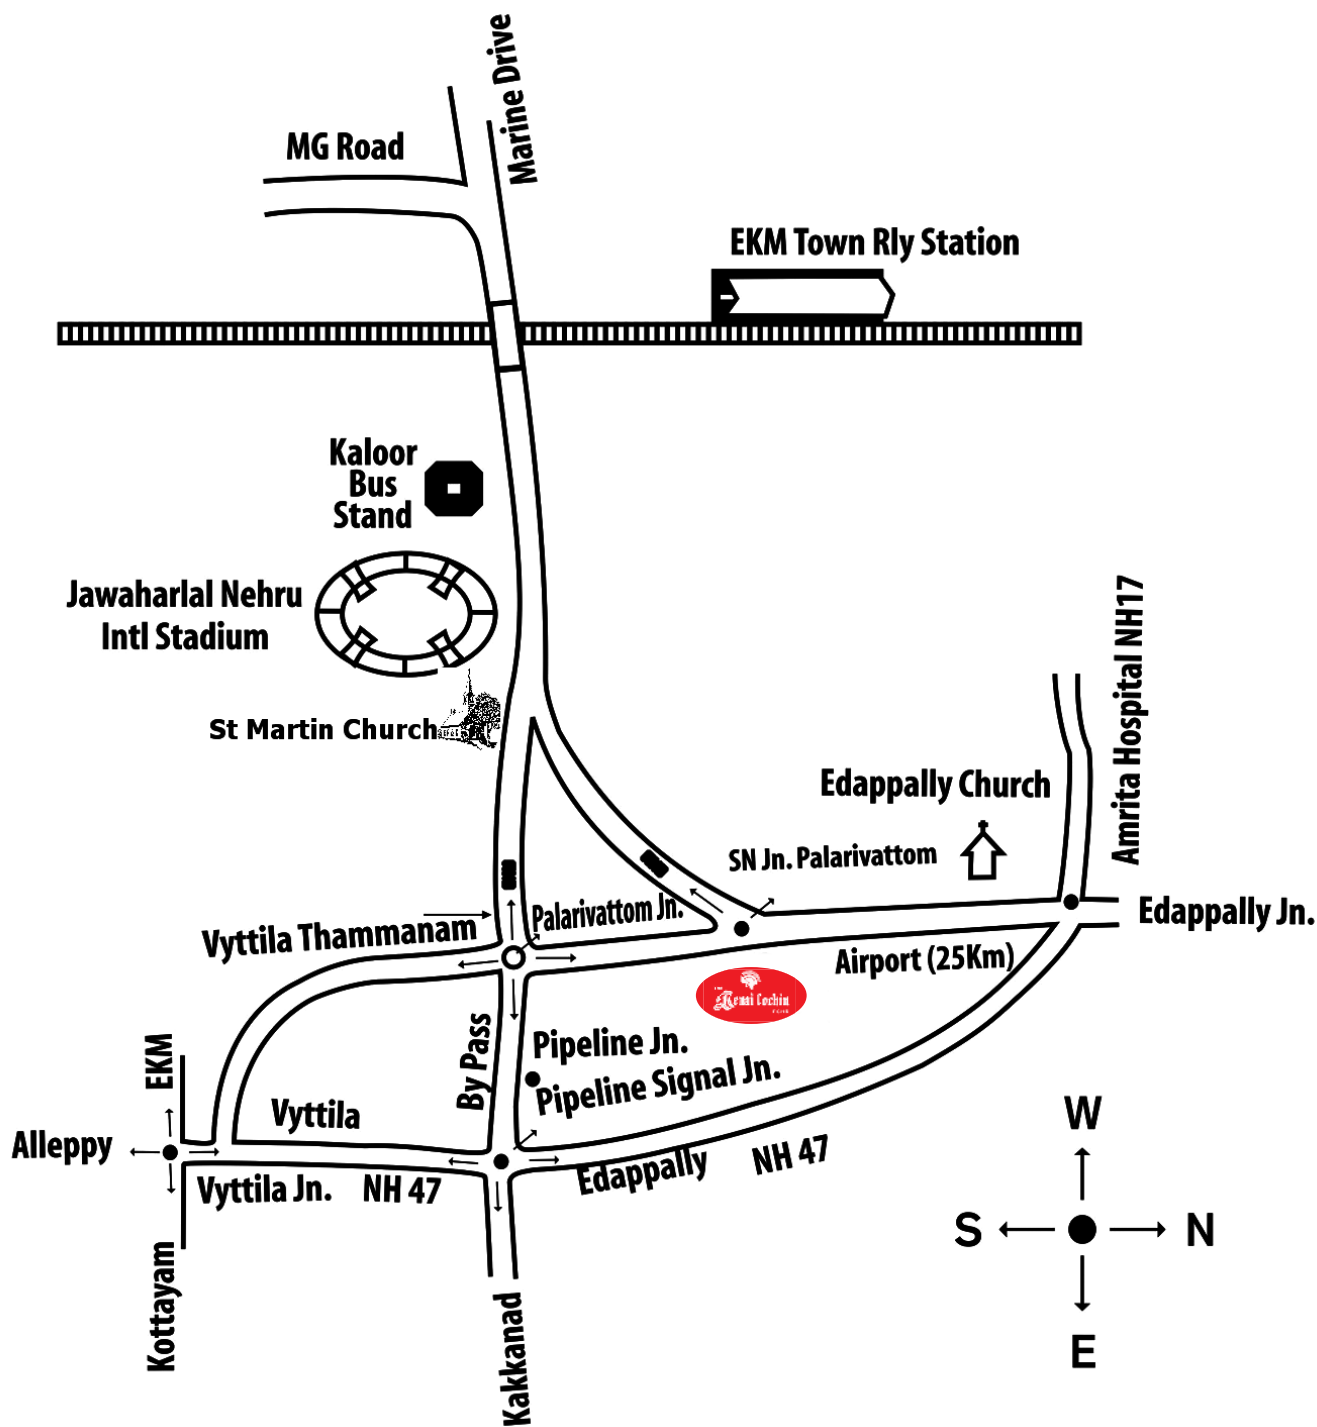 Marine Drive
MG Road
EKM Town Rly Station
Kaloor
Bus
Stand
Jawaharlal Nehru
Intl Stadium
Amrita Hospital NH17
St Martin Church
Edappally Church
SN Jn. Palarivattom
Palarivattom Jn.
Vyttila Thammanam
Edappally Jn.
Airport (25Km)
Renai Cochin
By Pass
Pipeline Jn.
Pipeline Signal Jn.
EKM
Vyttila
Alleppy
Vyttila Jn. NH 47
Edappally NH 47
Kottayam
Kakkanad
W
S N
E